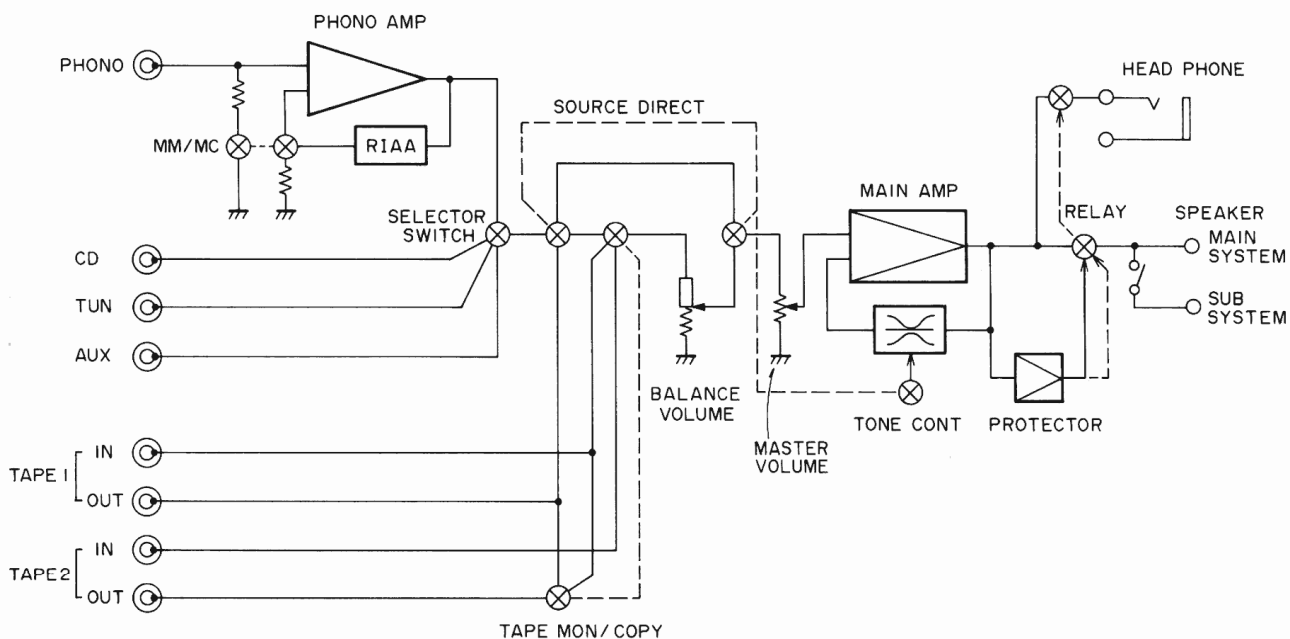 PHONO AMP
PHONO
HEAD PHONE
SOURCE DIRECT
MM/MC
RIAA
MAIN AMP
SELECTOR
SWITCH
RELAY
SPEAKER
MAIN
SYSTEM
CD
TUN
SUB
SYSTEM
AUX
BALANCE
VOLUME
TONE CONT
PROTECTOR
MASTER
VOLUME
TAPE 1
IN
OUT
TAPE 2
IN
OUT
TAPE MON/COPY